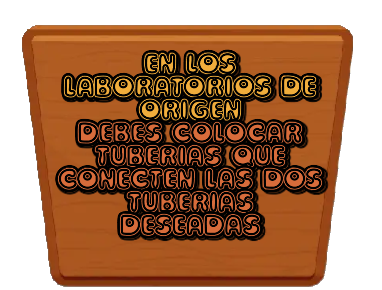 EN LOS
LABORATORIOS DE
ORIGEN
DEBES COLOCAR
TUBERIAS QUE
CONECTEN LAS DOS
TUBERIAS
DESEADAS